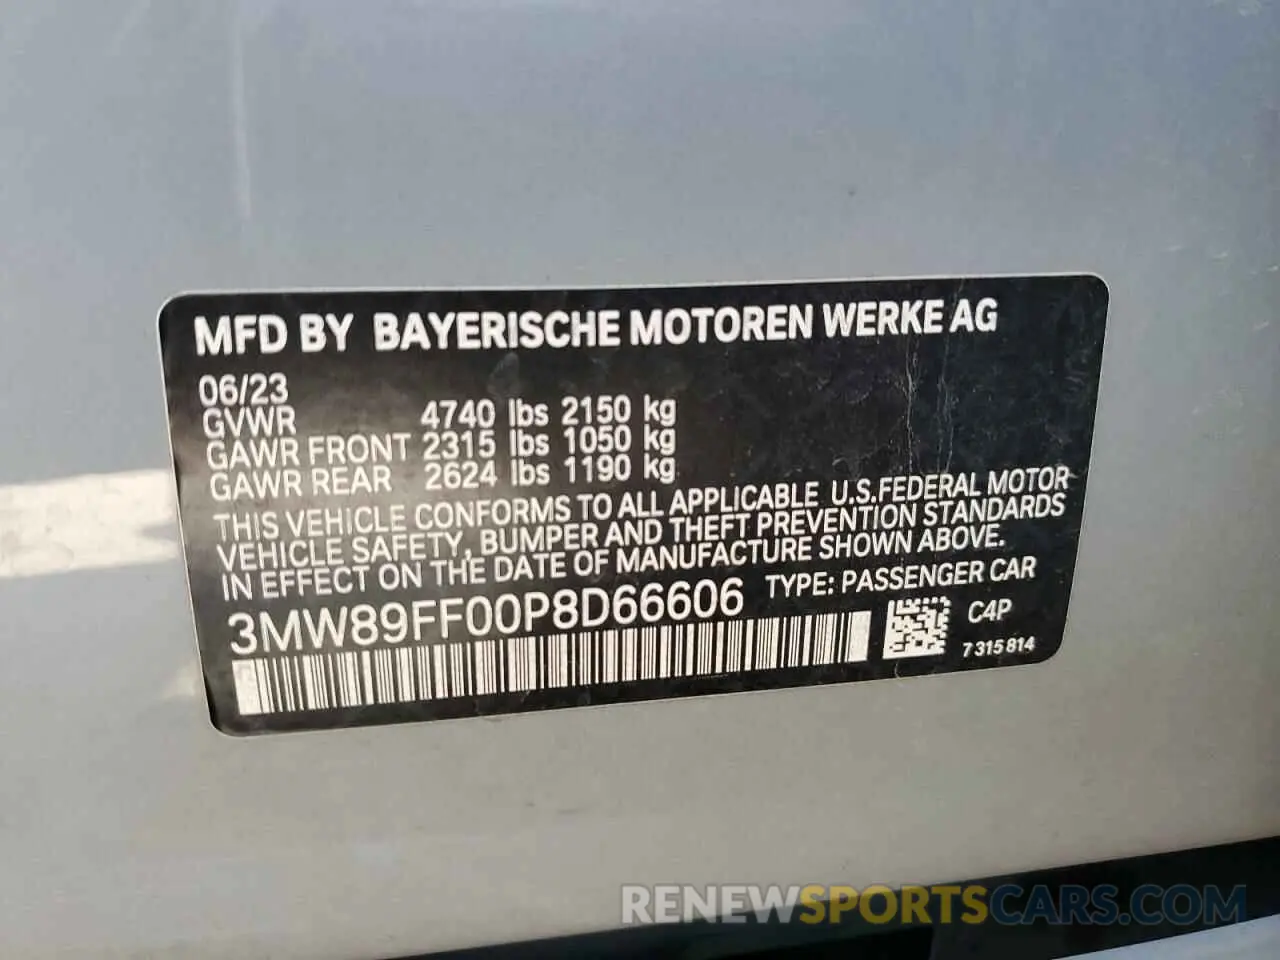 MFD BY BAYERISCHE MOTOREN WERKE AG
06/23
GVWR 4740 lbs 2150 kg
GAWR FRONT 2315 lbs 1050 kg
GAWR REAR 2624 lbs 1190 kg
THIS VEHICLE CONFORMS TO ALL APPLICABLE U.S.FEDERAL MOTOR
VEHICLE SAFETY, BUMPER AND THEFT PREVENTION STANDARDS
IN EFFECT ON THE DATE OF MANUFACTURE SHOWN ABOVE.
3MW89FF00P8D66606 TYPE: PASSENGER CAR
C4P
7 315 814
RENEWSPORTSCARS.COM